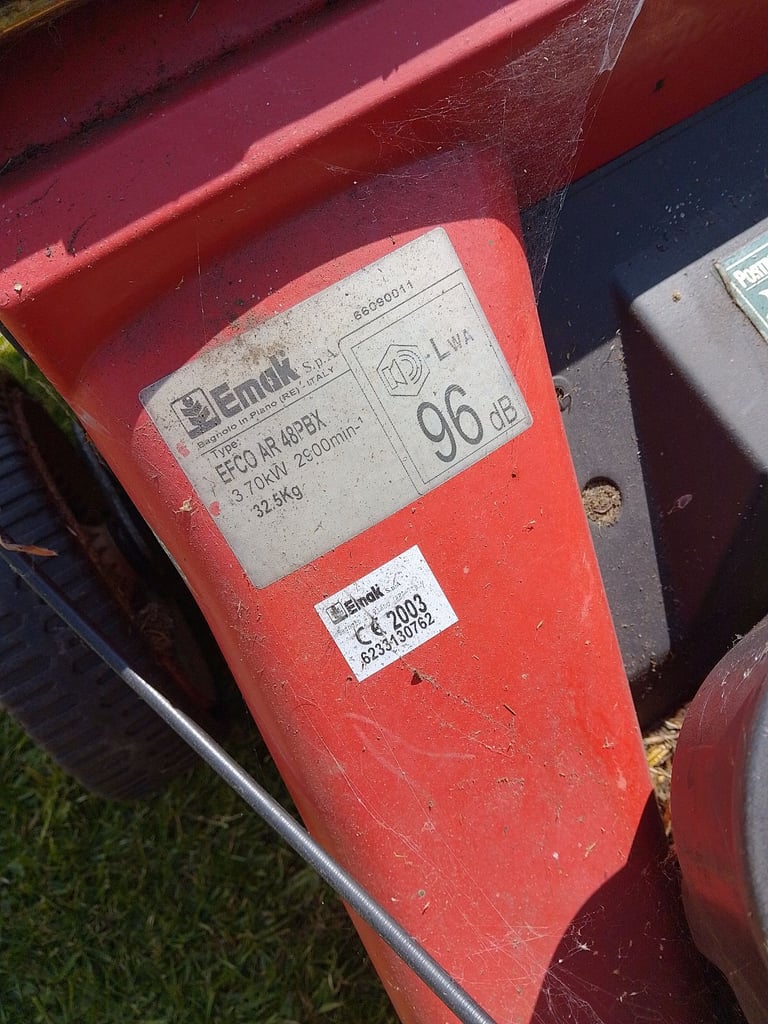 66090011
Emak S.p.A.
Bagnolo in Piano (RE) - ITALY
Type:
EFCO AR 48PBX
3.70kW 2900min-1
32.5Kg
LWA
96 dB
Emak S.p.A.
CE 2003
6233130762